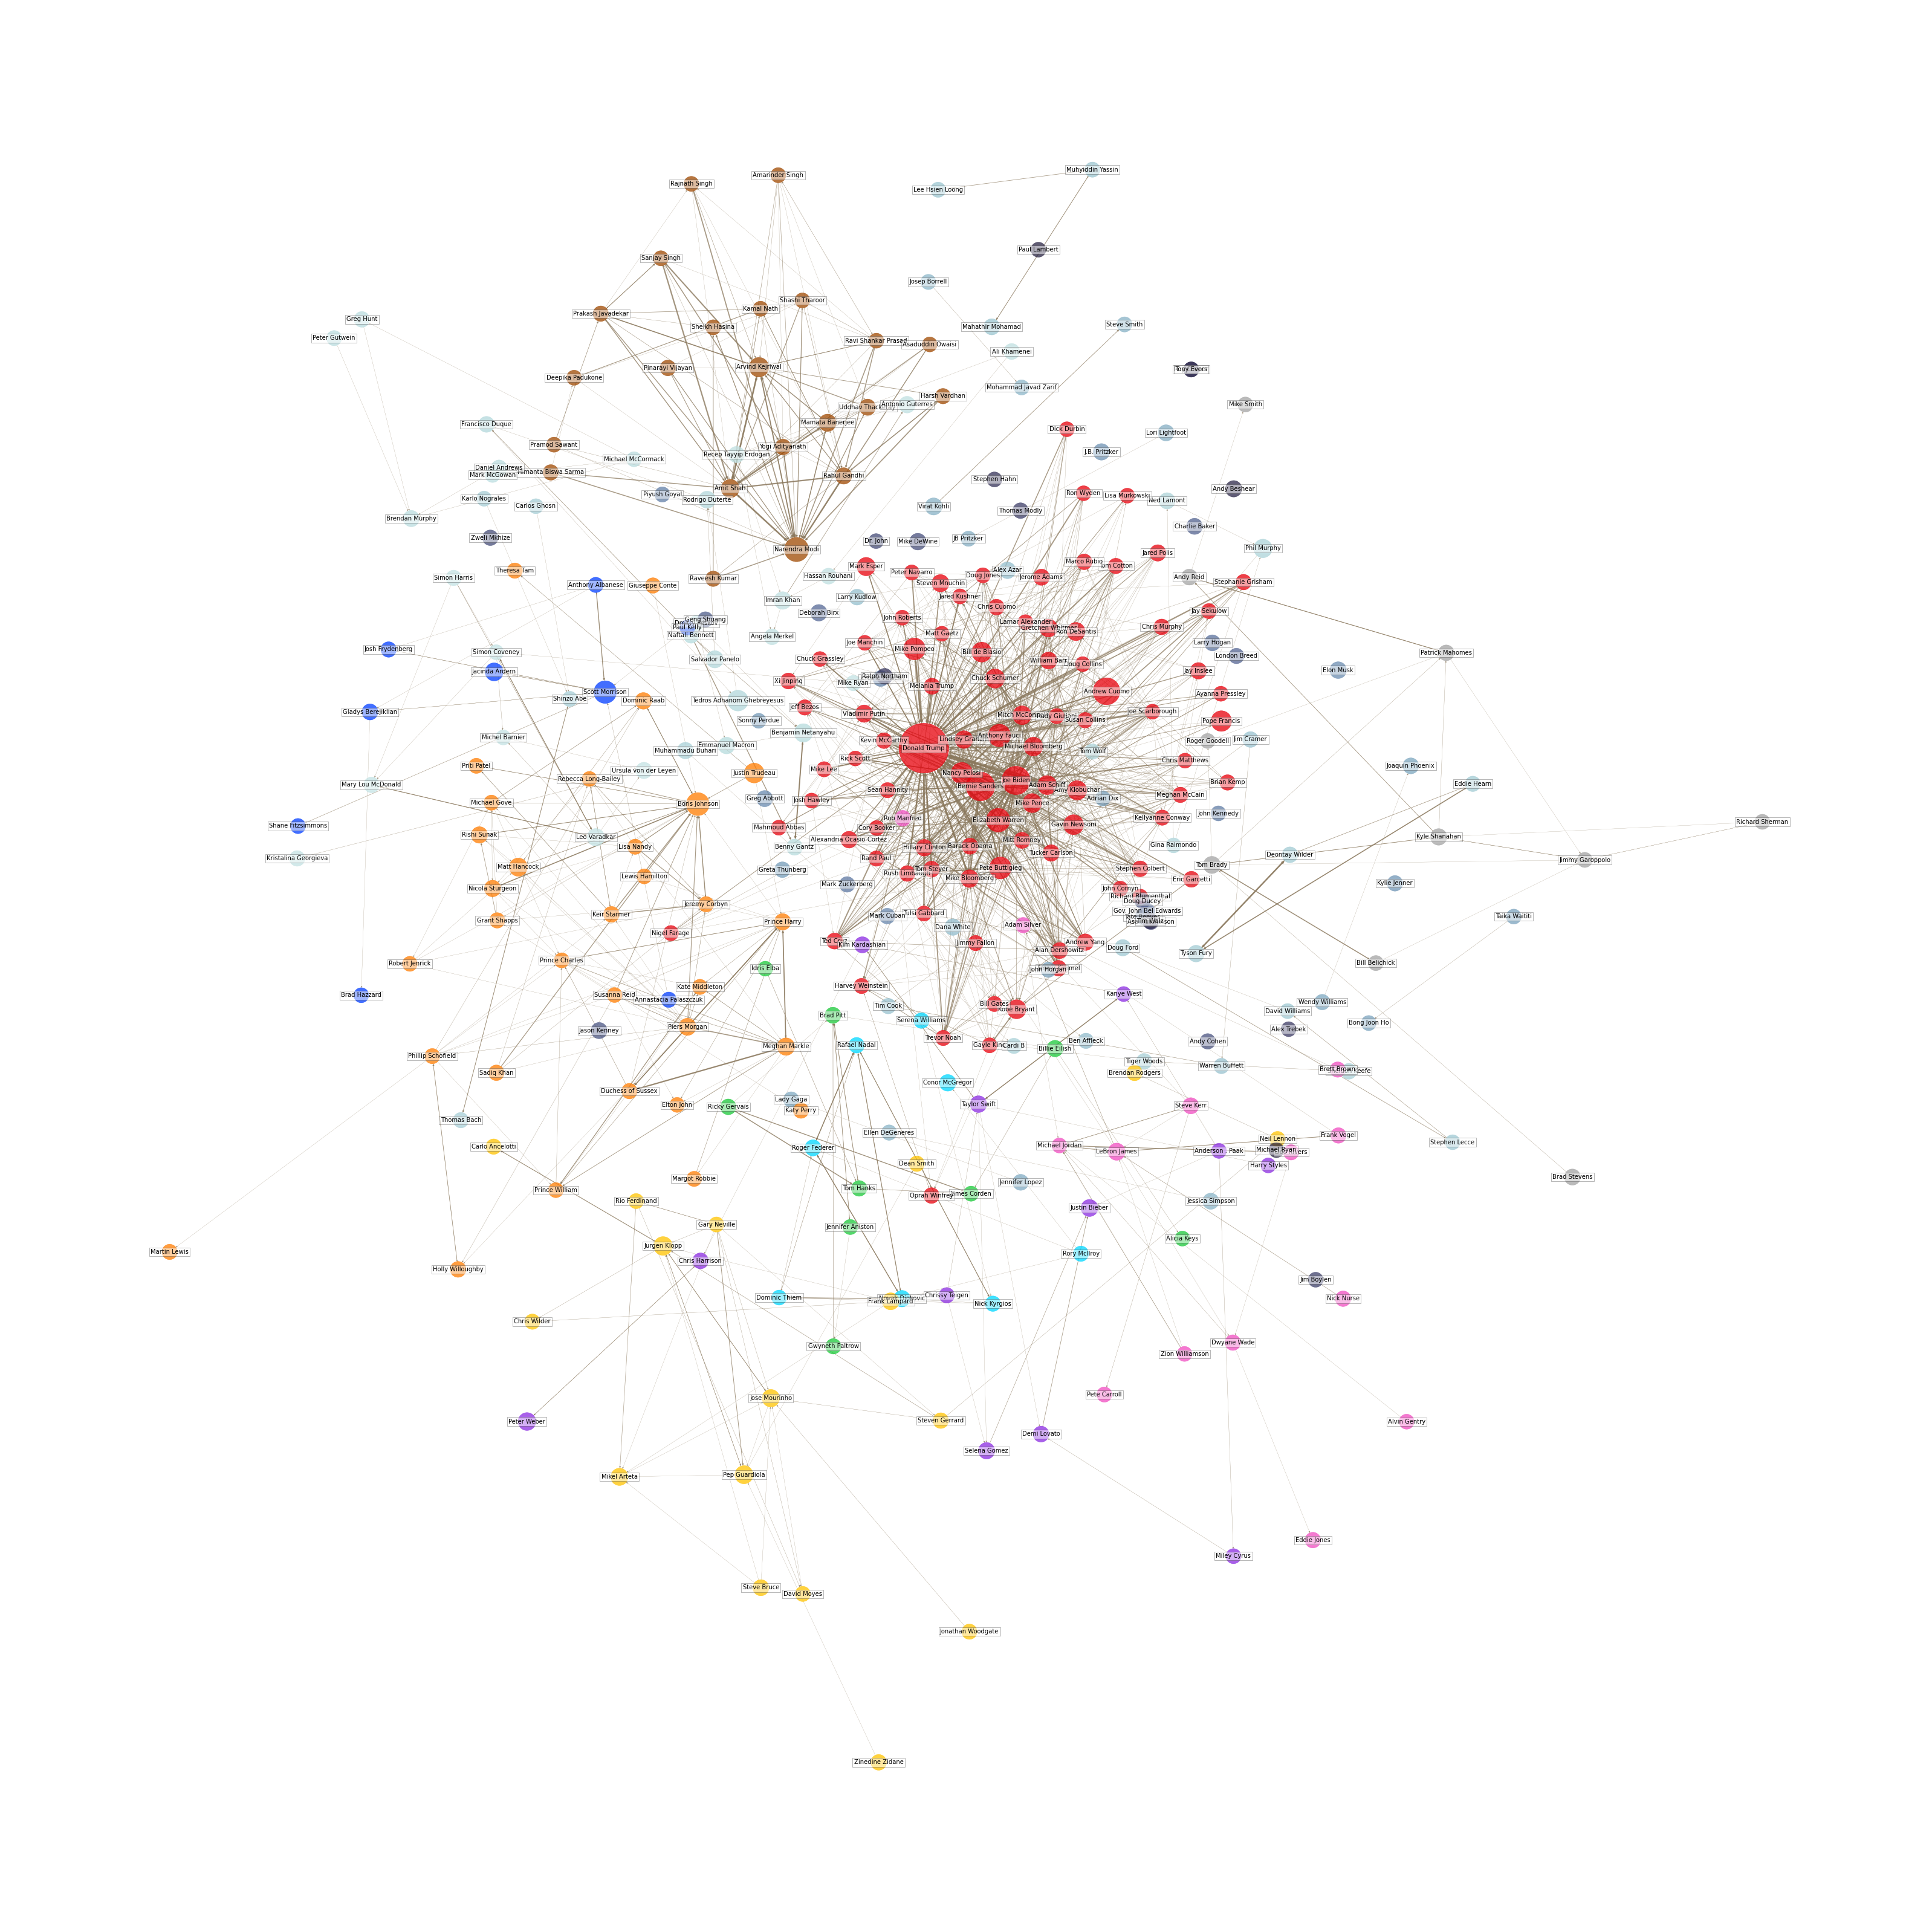 Muhyiddin Yassin
Amarinder Singh
Rajnath Singh
Lee Hsien Loong
Paul Lambert
Sanjay Singh
Josep Borrell
Shashi Tharoor
Kamal Nath
Prakash Javadekar
Greg Hunt
Sheikh Hasina
Mahathir Mohamad
Steve Smith
Peter Gutwein
Ravi Shankar Prasad
Asaduddin Owaisi
Ali Khamenei
Pinarayi Vijayan
Arvind Kejriwal
Tony Evers
Deepika Padukone
Mohammad Javad Zarif
Harsh Vardhan
Uddhav Thackeray
Antonio Guterres
Mike Smith
Francisco Duque
Mamata Banerjee
Dick Durbin
Lori Lightfoot
Pramod Sawant
Yogi Adityanath
Recep Tayyip Erdogan
J.B. Pritzker
Michael McCormack
Daniel Andrews
Mark McGowan
Himanta Biswa Sarma
Rahul Gandhi
Stephen Hahn
Amit Shah
Andy Beshear
Piyush Goyal
Rodrigo Duterte
Ron Wyden
Lisa Murkowski
Ned Lamont
Karlo Nograles
Carlos Ghosn
Virat Kohli
Thomas Modly
Brendan Murphy
Charlie Baker
Zweli Mkhize
Dr. John
Mike DeWine
JB Pritzker
Narendra Modi
Phil Murphy
Jared Polis
Marco Rubio
Tom Cotton
Mark Esper
Peter Navarro
Alex Azar
Doug Jones
Jerome Adams
Theresa Tam
Simon Harris
Raveesh Kumar
Hassan Rouhani
Steven Mnuchin
Andy Reid
Stephanie Grisham
Anthony Albanese
Giuseppe Conte
Larry Kudlow
Jared Kushner
Imran Khan
Chris Cuomo
Deborah Birx
Jay Sekulow
Geng Shuang
Paul Kelly
Naftali Bennett
John Roberts
Lamar Alexander
Gretchen Whitmer
Ron DeSantis
Chris Murphy
Angela Merkel
Matt Gaetz
Joe Manchin
Larry Hogan
Josh Frydenberg
Simon Coveney
Mike Pompeo
Bill de Blasio
Patrick Mahomes
London Breed
Salvador Panelo
Chuck Grassley
William Barr
Doug Collins
Jacinda Ardern
Elon Musk
Jay Inslee
Ralph Northam
Chuck Schumer
Xi Jinping
Mike Ryan
Melania Trump
Scott Morrison
Shinzo Abe
Dominic Raab
Tedros Adhanom Ghebreyesus
Andrew Cuomo
Ayanna Pressley
Jeff Bezos
Gladys Berejiklian
Vladimir Putin
Mitch McConnell
Rudy Giuliani
Susan Collins
Joe Scarborough
Sonny Perdue
Pope Francis
Benjamin Netanyahu
Michel Barnier
Kevin McCarthy
Lindsey Graham
Anthony Fauci
Roger Goodell
Jim Cramer
Donald Trump
Michael Bloomberg
Muhammadu Buhari
Emmanuel Macron
Tom Wolf
Rick Scott
Chris Matthews
Joaquin Phoenix
Priti Patel
Ursula von der Leyen
Mike Lee
Justin Trudeau
Nancy Pelosi
Rebecca Long-Bailey
Joe Biden
Brian Kemp
Mary Lou McDonald
Bernie Sanders
Adam Schiff
Amy Klobuchar
Eddie Hearn
Sean Hannity
Meghan McCain
Greg Abbott
Josh Hawley
Adrian Dix
Michael Gove
Boris Johnson
Mike Pence
John Kennedy
Rob Manfred
Kellyanne Conway
Elizabeth Warren
Gavin Newsom
Richard Sherman
Shane Fitzsimmons
Mahmoud Abbas
Cory Booker
Rishi Sunak
Leo Varadkar
Alexandria Ocasio-Cortez
Mitt Romney
Kyle Shanahan
Lisa Nandy
Benny Gantz
Hillary Clinton
Barack Obama
Gina Raimondo
Tucker Carlson
Deontay Wilder
Kristalina Georgieva
Rand Paul
Jimmy Garoppolo
Matt Hancock
Greta Thunberg
Tom Steyer
Rush Limbaugh
Pete Buttigieg
Stephen Colbert
Tom Brady
Lewis Hamilton
Mike Bloomberg
Eric Garcetti
Mark Zuckerberg
Kylie Jenner
Nicola Sturgeon
John Cornyn
Richard Blumenthal
Doug Ducey
Jeremy Corbyn
Gov. John Bel Edwards
Keir Starmer
Tulsi Gabbard
Mark Cuban
Taika Waititi
Grant Shapps
Prince Harry
Tim Walz
Adam Silver
Dana White
Nigel Farage
Ted Cruz
Kim Kardashian
Jimmy Fallon
Andrew Yang
Alan Dershowitz
Doug Ford
Tyson Fury
Robert Jenrick
Prince Charles
Bill Belichick
Idris Elba
John Horgan
Harvey Weinstein
Kate Middleton
Brad Hazzard
Susanna Reid
Annastacia Palaszczuk
Kanye West
Tim Cook
Bill Gates
Kobe Bryant
Wendy Williams
David Williams
Brad Pitt
Serena Williams
Jason Kenney
Piers Morgan
Alex Trebek
Bong Joon Ho
Trevor Noah
Ben Affleck
Andy Cohen
Meghan Markle
Rafael Nadal
Gayle King
Cardi B
Billie Eilish
Phillip Schofield
Tiger Woods
Warren Buffett
Sadiq Khan
Brendan Rodgers
Brett Brown
Conor McGregor
Duchess of Sussex
Lady Gaga
Elton John
Ricky Gervais
Katy Perry
Taylor Swift
Steve Kerr
Thomas Bach
Ellen DeGeneres
Frank Vogel
Neil Lennon
Stephen Lecce
Carlo Ancelotti
Roger Federer
Michael Jordan
LeBron James
Anderson . Paak
Michael Ryan
Dean Smith
Harry Styles
Margot Robbie
Brad Stevens
Prince William
Tom Hanks
Jennifer Lopez
Oprah Winfrey
James Corden
Rio Ferdinand
Jessica Simpson
Justin Bieber
Gary Neville
Jennifer Aniston
Alicia Keys
Jurgen Klopp
Martin Lewis
Rory McIlroy
Chris Harrison
Holly Willoughby
Jim Boylen
Dominic Thiem
Chrissy Teigen
Nick Nurse
Frank Lampard
Nick Kyrgios
Chris Wilder
Dwyane Wade
Gwyneth Paltrow
Zion Williamson
Pete Carroll
Jose Mourinho
Peter Weber
Steven Gerrard
Alvin Gentry
Demi Lovato
Selena Gomez
Mikel Arteta
Pep Guardiola
Eddie Jones
Miley Cyrus
Steve Bruce
David Moyes
Jonathan Woodgate
Zinedine Zidane